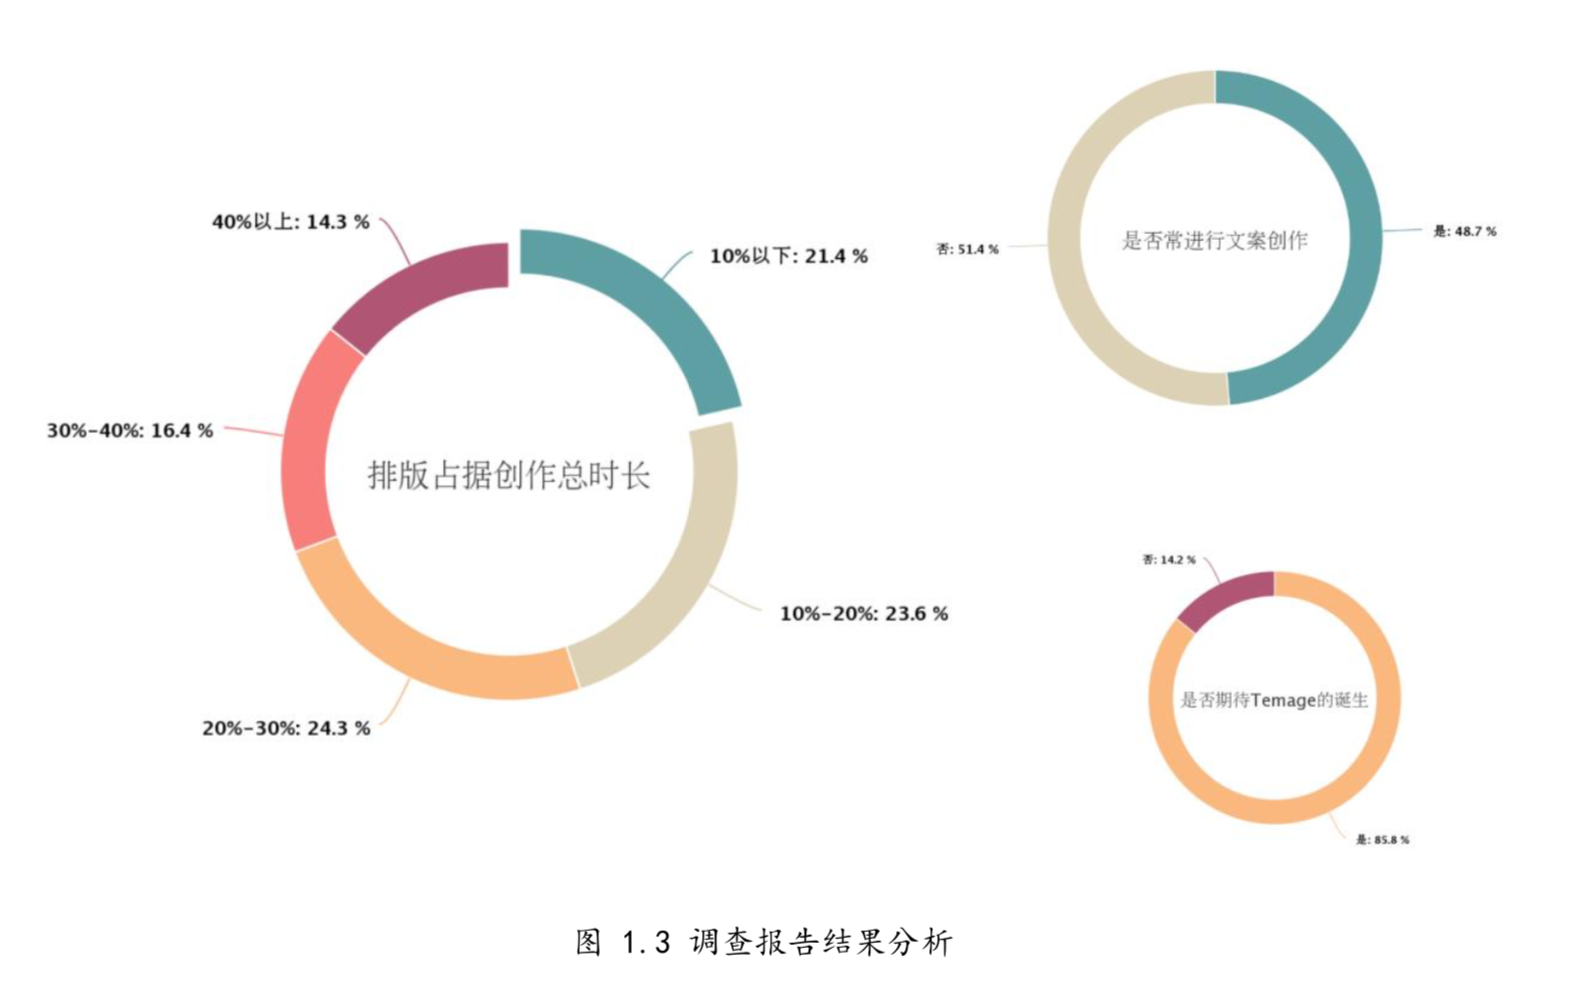 40%以上: 14.3 %
10%以下: 21.4 %
30%-40%: 16.4 %
排版占据创作总时长
10%-20%: 23.6 %
20%-30%: 24.3 %
否: 51.4 %
是否常进行文案创作
是: 48.7 %
否: 14.2 %
是否期待Temage的诞生
是: 85.8 %
图 1.3 调查报告结果分析